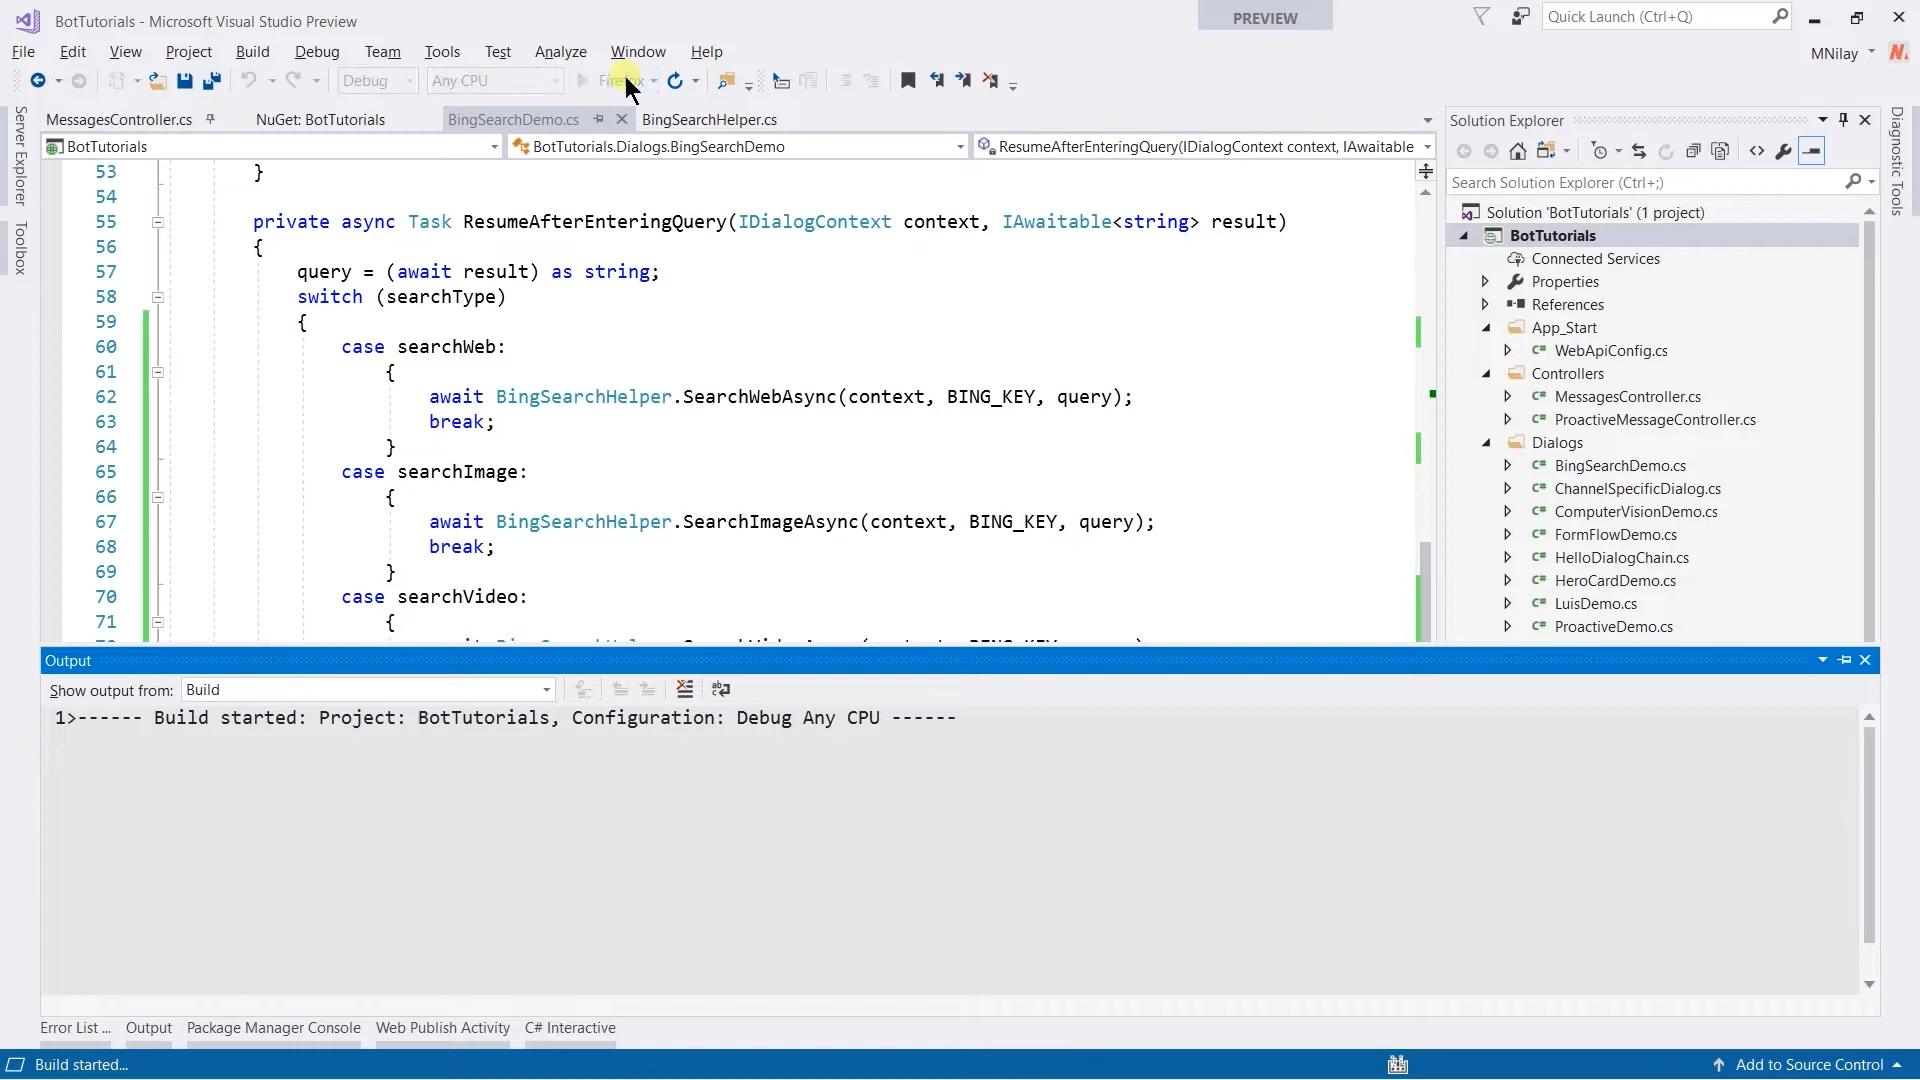 BotTutorials - Microsoft Visual Studio Preview
PREVIEW
Quick Launch (Ctrl+Q)
File Edit View Project Build Debug Team Tools Test Analyze Window Help
MNilay
Debug Any CPU Firefox
Server Explorer
Toolbox
MessagesController.cs NuGet: BotTutorials BingSearchDemo.cs BingSearchHelper.cs
BotTutorials BotTutorials.Dialogs.BingSearchDemo ResumeAfterEnteringQuery(IDialogContext context, IAwaitable
53 }
54
55 private async Task ResumeAfterEnteringQuery(IDialogContext context, IAwaitable<string> result)
56 {
57 query = (await result) as string;
58 switch (searchType)
59 {
60 case searchWeb:
61 {
62 await BingSearchHelper.SearchWebAsync(context, BING_KEY, query);
63 break;
64 }
65 case searchImage:
66 {
67 await BingSearchHelper.SearchImageAsync(context, BING_KEY, query);
68 break;
69 }
70 case searchVideo:
71 {
Solution Explorer
Search Solution Explorer (Ctrl+;)
Solution 'BotTutorials' (1 project)
BotTutorials
Connected Services
Properties
References
App_Start
C# WebApiConfig.cs
Controllers
C# MessagesController.cs
C# ProactiveMessageController.cs
Dialogs
C# BingSearchDemo.cs
C# ChannelSpecificDialog.cs
C# ComputerVisionDemo.cs
C# FormFlowDemo.cs
C# HelloDialogChain.cs
C# HeroCardDemo.cs
C# LuisDemo.cs
C# ProactiveDemo.cs
Diagnostic Tools
Output
Show output from: Build
1>------ Build started: Project: BotTutorials, Configuration: Debug Any CPU ------
Error List ... Output Package Manager Console Web Publish Activity C# Interactive
Build started...
Add to Source Control